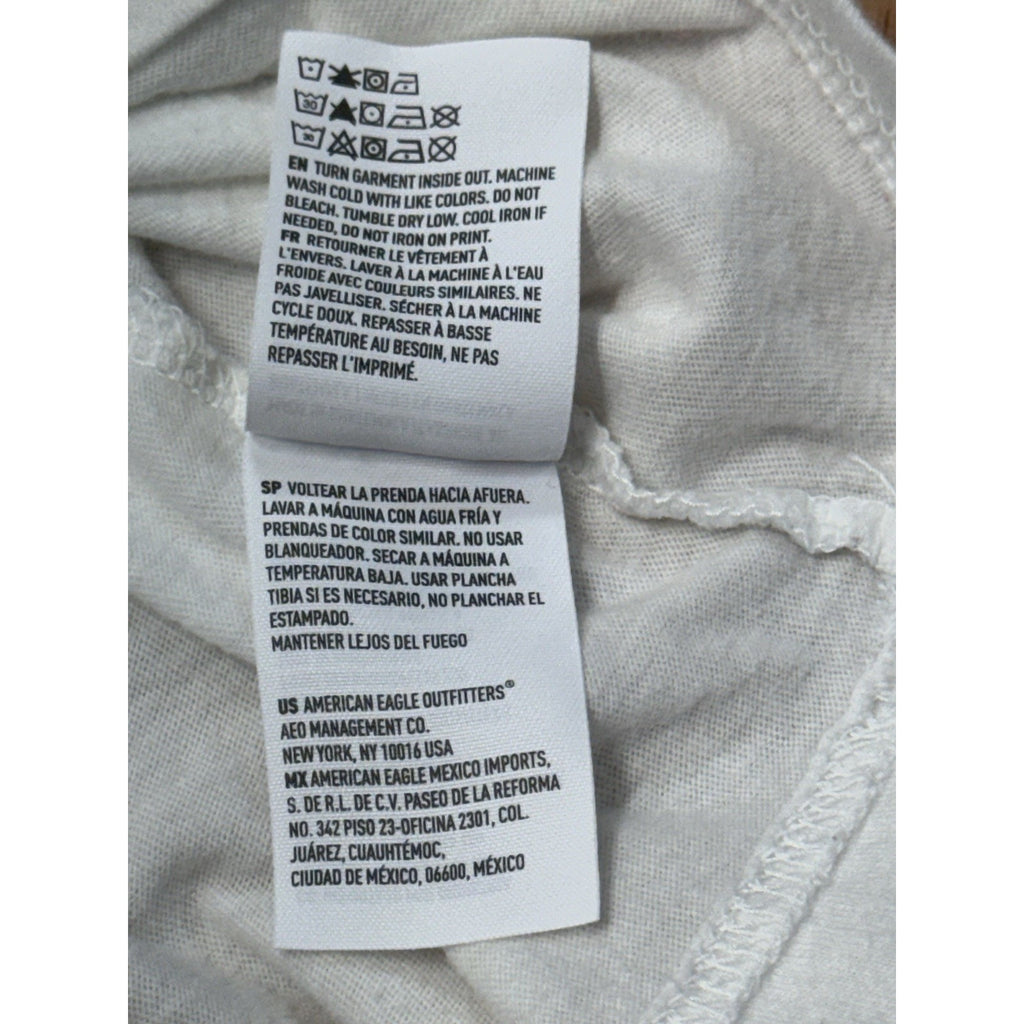 30
30
EN TURN GARMENT INSIDE OUT. MACHINE
WASH COLD WITH LIKE COLORS. DO NOT
BLEACH. TUMBLE DRY LOW. COOL IRON IF
NEEDED, DO NOT IRON ON PRINT.
FR RETOURNER LE VÊTEMENT À
L'ENVERS. LAVER À LA MACHINE À L'EAU
FROIDE AVEC COULEURS SIMILAIRES. NE
PAS JAVELLISER. SÉCHER À LA MACHINE
CYCLE DOUX. REPASSER À BASSE
TEMPÉRATURE AU BESOIN, NE PAS
REPASSER L'IMPRIMÉ.
SP VOLTEAR LA PRENDA HACIA AFUERA.
LAVAR A MÁQUINA CON AGUA FRÍA Y
PRENDAS DE COLOR SIMILAR. NO USAR
BLANQUEADOR. SECAR A MÁQUINA A
TEMPERATURA BAJA. USAR PLANCHA
TIBIA SI ES NECESARIO, NO PLANCHAR EL
ESTAMPADO.
MANTENER LEJOS DEL FUEGO
US AMERICAN EAGLE OUTFITTERS®
AEO MANAGEMENT CO.
NEW YORK, NY 10016 USA
MX AMERICAN EAGLE MEXICO IMPORTS,
S. DE R.L. DE C.V. PASEO DE LA REFORMA
NO. 342 PISO 23-OFICINA 2301, COL.
JUÁREZ, CUAUHTÉMOC,
CIUDAD DE MÉXICO, 06600, MÉXICO